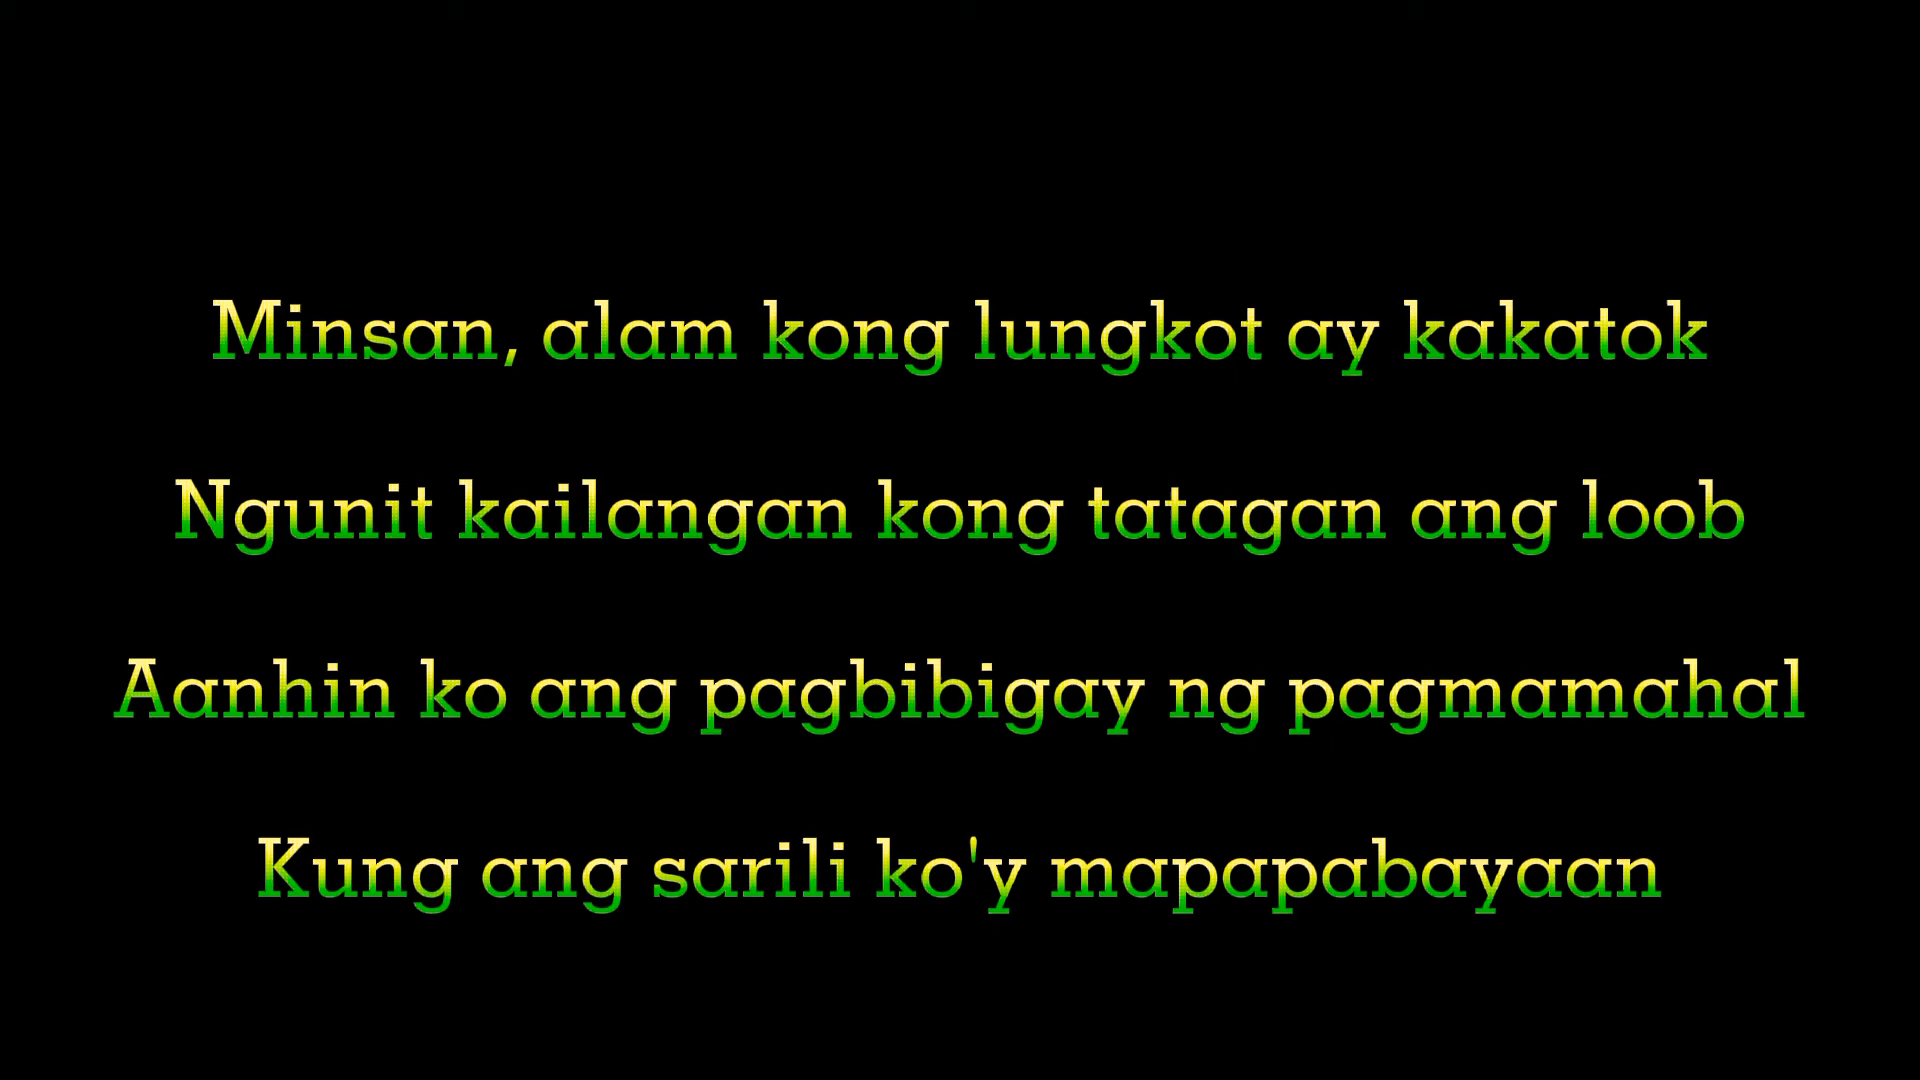 Minsan, alam kong lungkot ay kakatok
Ngunit kailangan kong tatagan ang loob
Aanhin ko ang pagbibigay ng pagmamahal
Kung ang sarili ko'y mapapabayaan